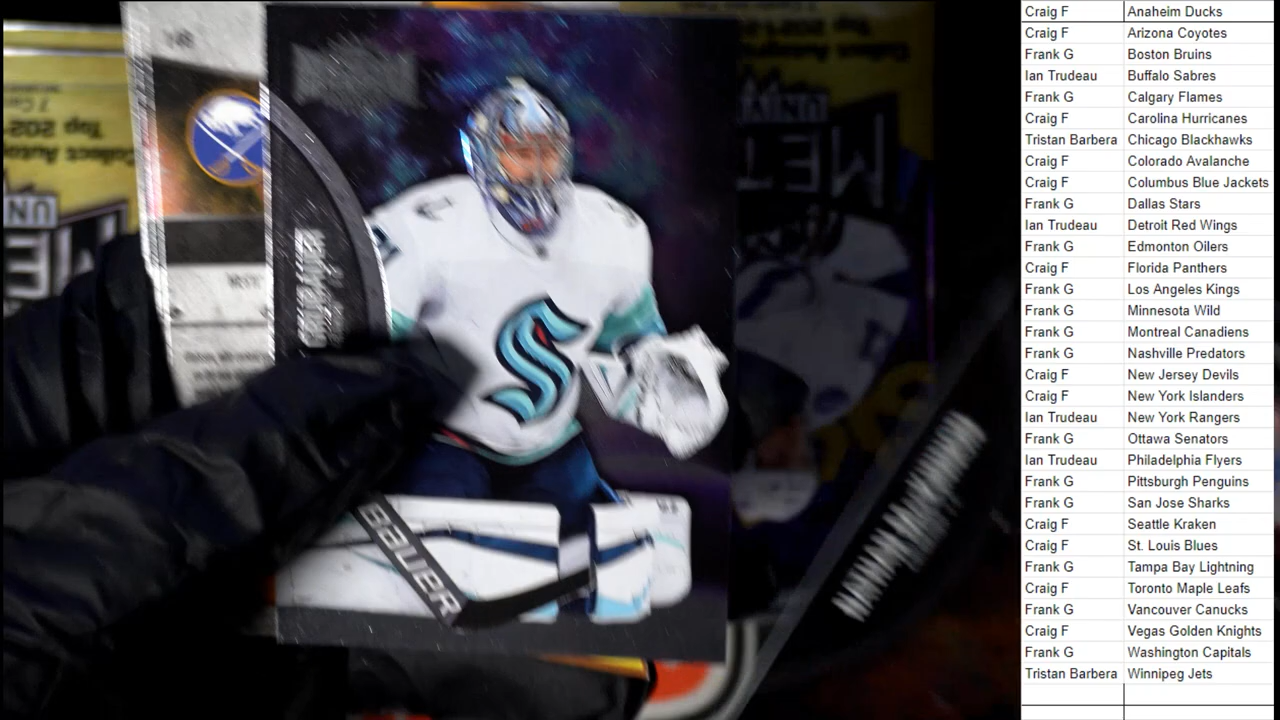 Craig F Anaheim Ducks
Craig F Arizona Coyotes
Frank G Boston Bruins
Ian Trudeau Buffalo Sabres
Frank G Calgary Flames
Craig F Carolina Hurricanes
Tristan Barbera Chicago Blackhawks
Craig F Colorado Avalanche
Craig F Columbus Blue Jackets
Frank G Dallas Stars
Ian Trudeau Detroit Red Wings
Frank G Edmonton Oilers
Craig F Florida Panthers
Frank G Los Angeles Kings
Frank G Minnesota Wild
Frank G Montreal Canadiens
Frank G Nashville Predators
Craig F New Jersey Devils
Craig F New York Islanders
Ian Trudeau New York Rangers
Frank G Ottawa Senators
Ian Trudeau Philadelphia Flyers
Frank G Pittsburgh Penguins
Frank G San Jose Sharks
Craig F Seattle Kraken
Craig F St. Louis Blues
Frank G Tampa Bay Lightning
Craig F Toronto Maple Leafs
Frank G Vancouver Canucks
Craig F Vegas Golden Knights
Frank G Washington Capitals
Tristan Barbera Winnipeg Jets
BAUER